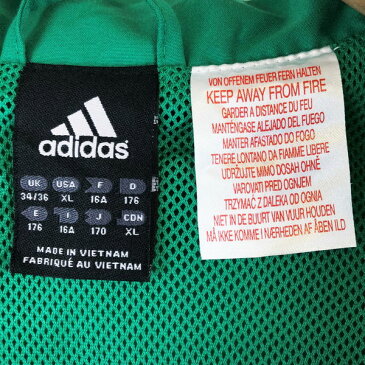 adidas
UK USA F D
34/36 XL 16A 176
E I J CDN
176 16A 170 XL
MADE IN VIETNAM
FABRIQUÉ AU VIETNAM
VON OFFENEM FEUER FERN HALTEN
KEEP AWAY FROM FIRE
GARDER A DISTANCE DU FEU
MANTENGASE ALEJADO DEL FUEGO
MANTER AFASTADO DO FOGO
TENERE LONTANO DA FIAMME LIBERE
UDRŽUJTE MIMO DOSAH OHNĚ
VAROVATI PRED OGNJEM
TRZYMAĆ Z DALEKA OD OGNIA
NIET IN DE BUURT VAN VUUR HOUDEN
MÅ IKKE KOMME I NÆRHEDEN AF ÅBEN ILD